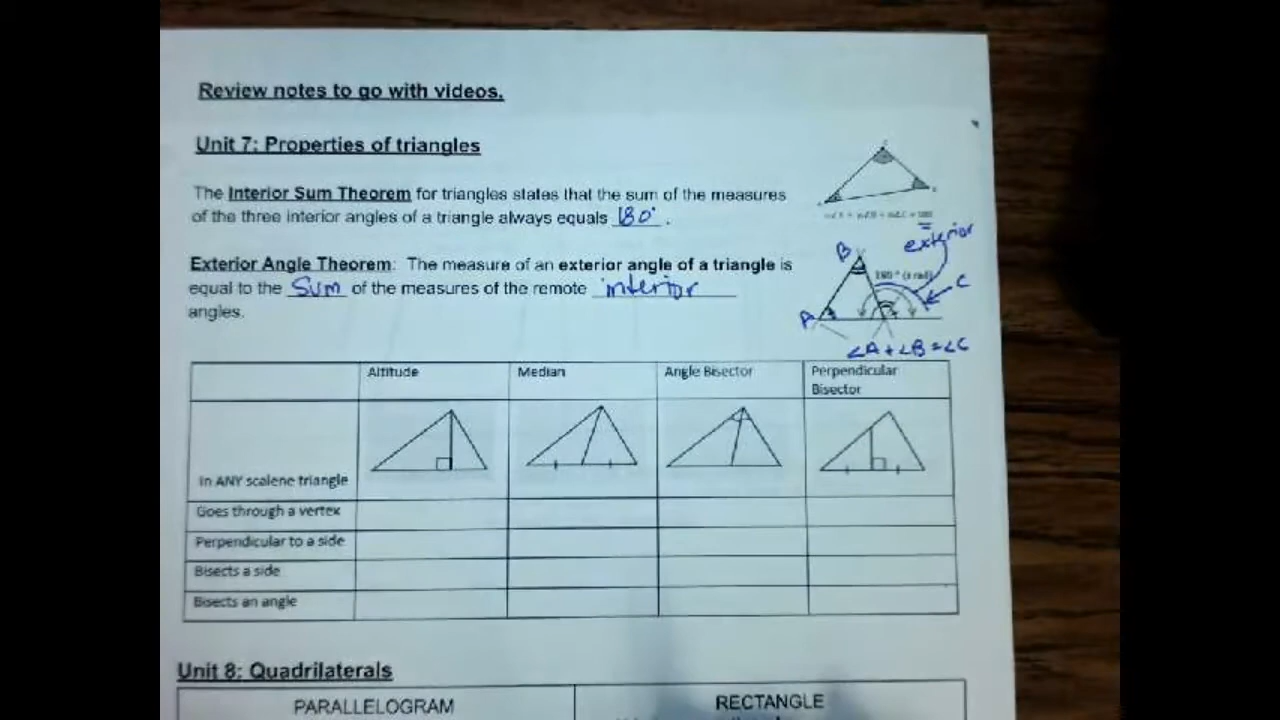 Review notes to go with videos.
Unit 7: Properties of triangles
The Interior Sum Theorem for triangles states that the sum of the measures
of the three interior angles of a triangle always equals 180° .
exterior
B
Exterior Angle Theorem: The measure of an exterior angle of a triangle is
180° (π rad)
C
equal to the Sum of the measures of the remote interior
angles.
A
∠A + ∠B = ∠C
Altitude Median Angle Bisector Perpendicular
Bisector
In ANY scalene triangle
Goes through a vertex
Perpendicular to a side
Bisects a side
Bisects an angle
Unit 8: Quadrilaterals
PARALLELOGRAM RECTANGLE